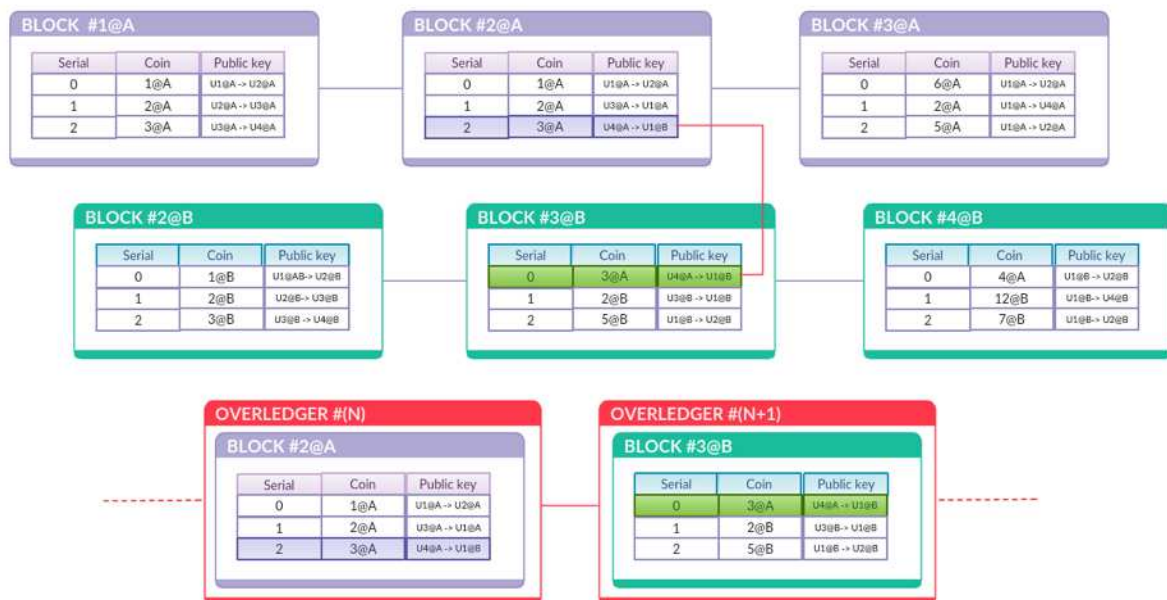 BLOCK #1@A
Serial Coin Public key
0 1@A U1@A -> U2@A
1 2@A U2@A -> U3@A
2 3@A U3@A -> U4@A
BLOCK #2@A
Serial Coin Public key
0 1@A U1@A -> U2@A
1 2@A U3@A -> U1@A
2 3@A U4@A -> U1@B
BLOCK #3@A
Serial Coin Public key
0 6@A U1@A -> U2@A
1 2@A U1@A -> U4@A
2 5@A U1@A -> U2@A
BLOCK #2@B
Serial Coin Public key
0 1@B U1@AB-> U2@B
1 2@B U2@B-> U3@B
2 3@B U3@B -> U4@B
BLOCK #3@B
Serial Coin Public key
0 3@A U4@A -> U1@B
1 2@B U3@B -> U1@B
2 5@B U1@B -> U2@B
BLOCK #4@B
Serial Coin Public key
0 4@A U1@B -> U2@B
1 12@B U1@B-> U4@B
2 7@B U1@B-> U2@B
OVERLEDGER #(N)
BLOCK #2@A
Serial Coin Public key
0 1@A U1@A -> U2@A
1 2@A U3@A -> U1@A
2 3@A U4@A -> U1@B
OVERLEDGER #(N+1)
BLOCK #3@B
Serial Coin Public key
0 3@A U4@A -> U1@B
1 2@B U3@B-> U1@B
2 5@B U1@B -> U2@B